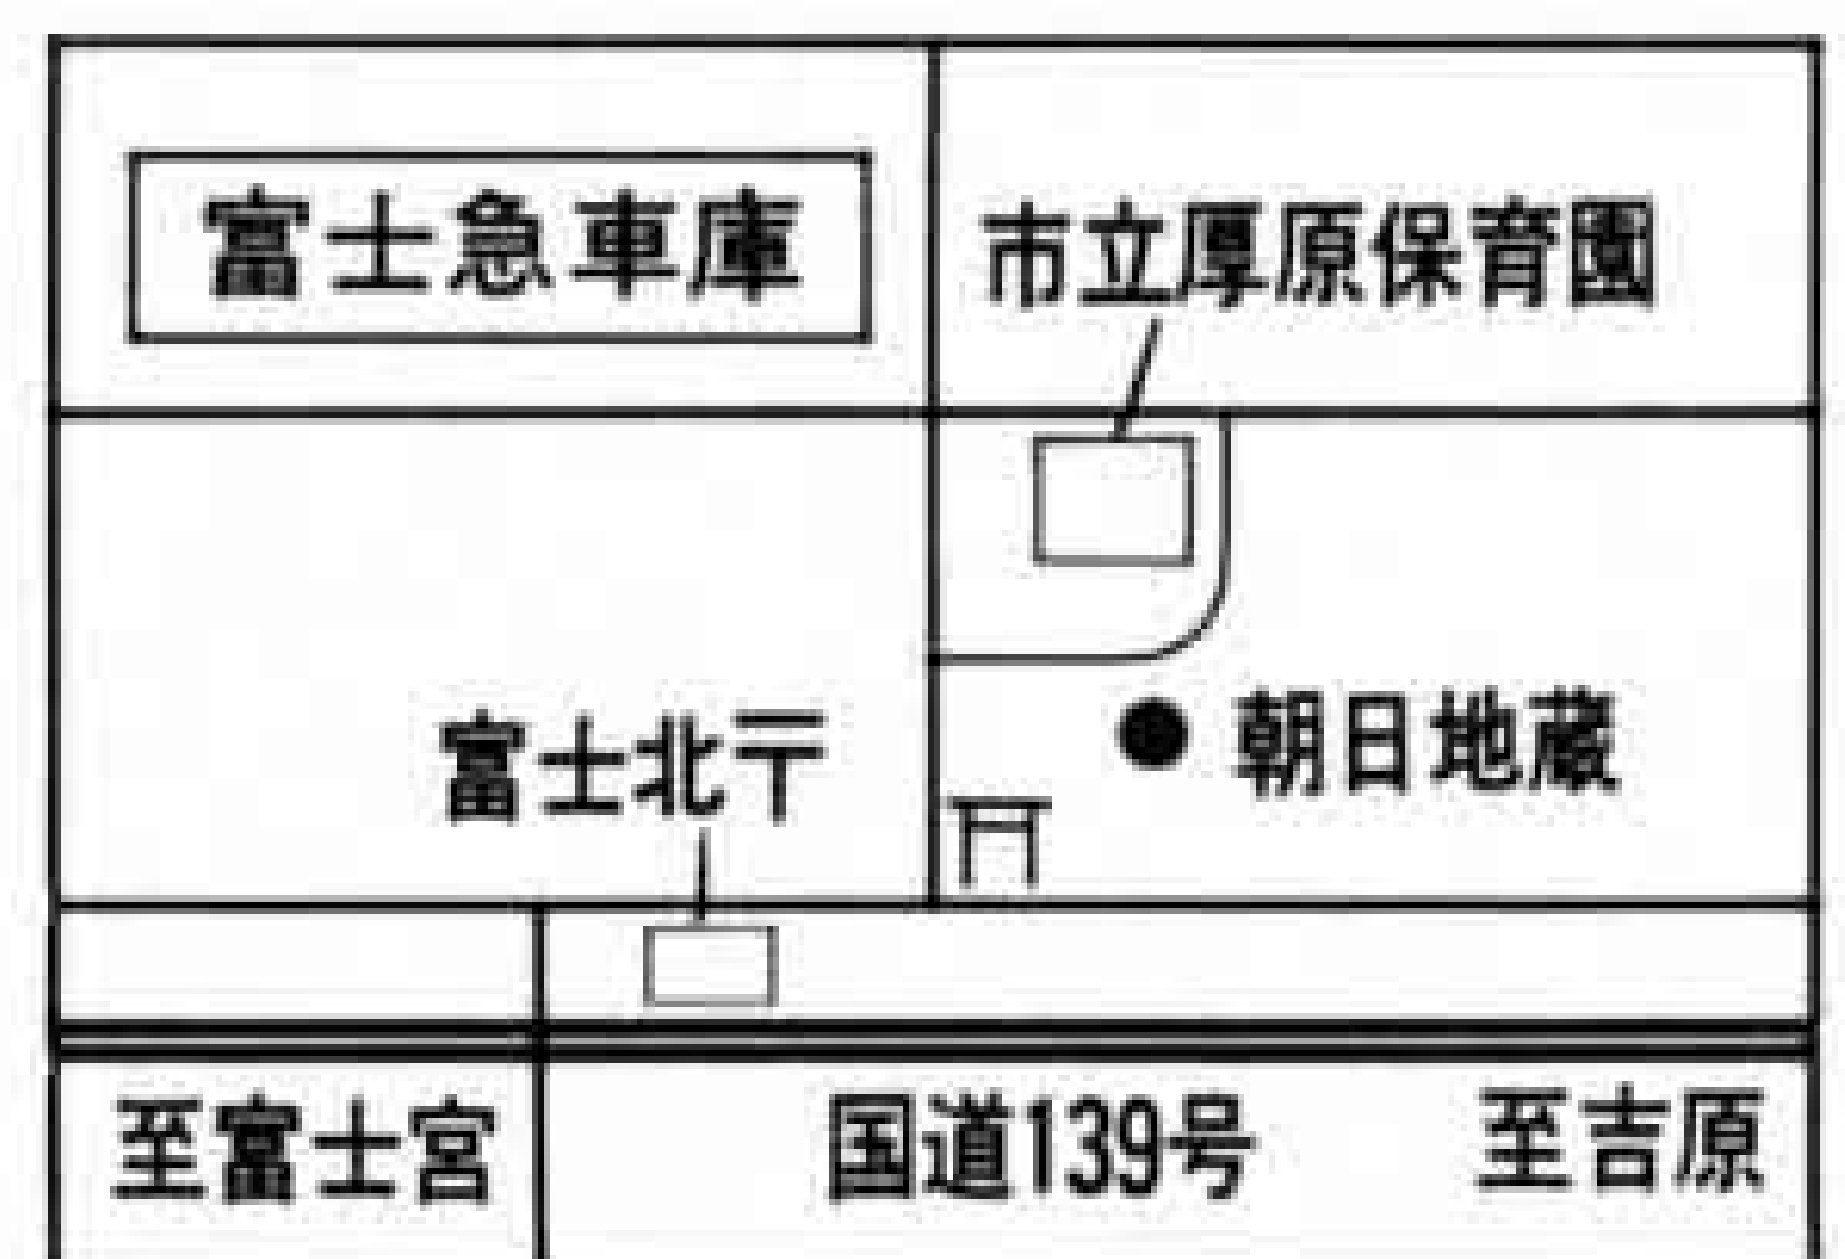 富士急車庫
市立厚原保育園
富士北〒
朝日地蔵
至富士宮
国道139号
至吉原